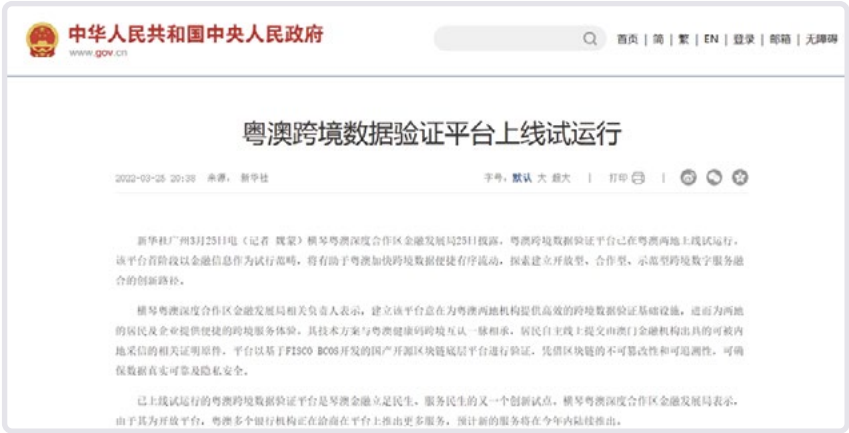 中华人民共和国中央人民政府
www.gov.cn
首页 | 简 | 繁 | EN | 登录 | 邮箱 | 无障碍
粤澳跨境数据验证平台上线试运行
2022-03-25 20:38 来源： 新华社
字号：默认 大 超大 | 打印 |
新华社广州3月25日电（记者 魏蒙）横琴粤澳深度合作区金融发展局25日披露，粤澳跨境数据验证平台已在粤澳两地上线试运行。
该平台首阶段以金融信息作为试行范畴，将有助于粤澳加快跨境数据便捷有序流动，探索建立开放型、合作型、示范型跨境数字服务融
合的创新路径。
横琴粤澳深度合作区金融发展局相关负责人表示，建立该平台意在为粤澳两地机构提供高效的跨境数据验证基础设施，进而为两地
的居民及企业提供便捷的跨境服务体验。其技术方案与粤澳健康码跨境互认一脉相承，居民自主线上提交由澳门金融机构出具的可被内
地采信的相关证明原件，平台以基于FISCO BCOS开发的国产开源区块链底层平台进行验证，凭借区块链的不可篡改性和可追溯性，可确
保数据真实可靠及隐私安全。
已上线试运行的粤澳跨境数据验证平台是琴澳金融立足民生、服务民生的又一个创新试点。横琴粤澳深度合作区金融发展局表示，
由于其为开放平台，粤澳多个银行机构正在洽商在平台上推出更多服务，预计新的服务将在今年内陆续推出。